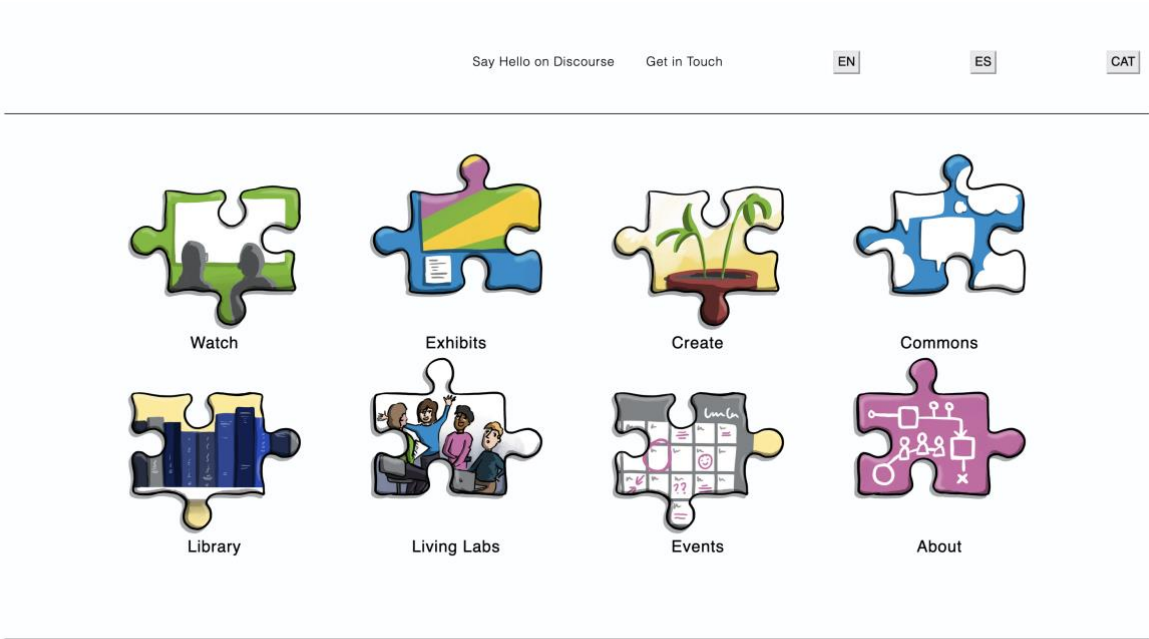 Say Hello on Discourse Get in Touch EN ES CAT
Watch Exhibits Create Commons
??
Library Living Labs Events About